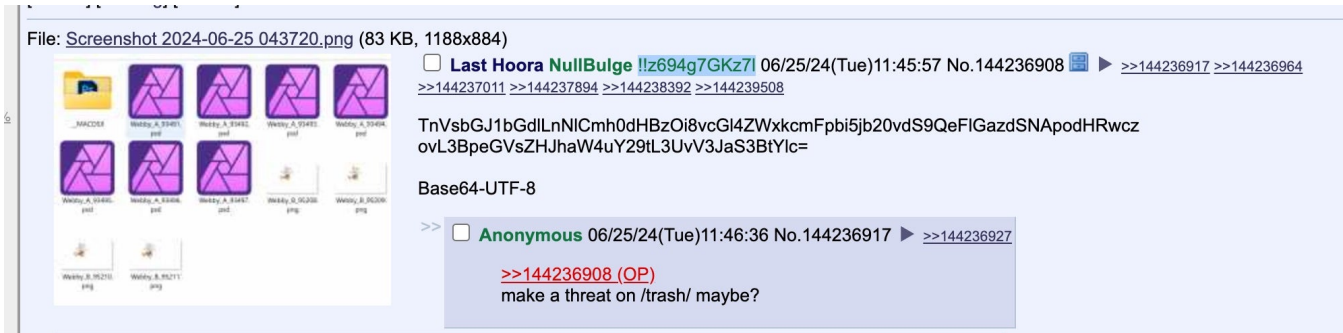 File: Screenshot 2024-06-25 043720.png (83 KB, 1188x884)
Last Hoora NullBulge !!z694g7GKz7l 06/25/24(Tue)11:45:57 No.144236908 ▶ >>144236917 >>144236964
>>144237011 >>144237894 >>144238392 >>144239508
TnVsbGJ1bGdlLnNlCmh0dHBzOi8vcGl4ZWxkcmFpbi5jb20vdS9QeFlGazdSNApodHRwcz
ovL3BpeGVsZHJhaW4uY29tL3UvV3JaS3BtYlc=
Base64-UTF-8
>> Anonymous 06/25/24(Tue)11:46:36 No.144236917 ▶ >>144236927
>>144236908 (OP)
make a threat on /trash/ maybe?
__MACOSX